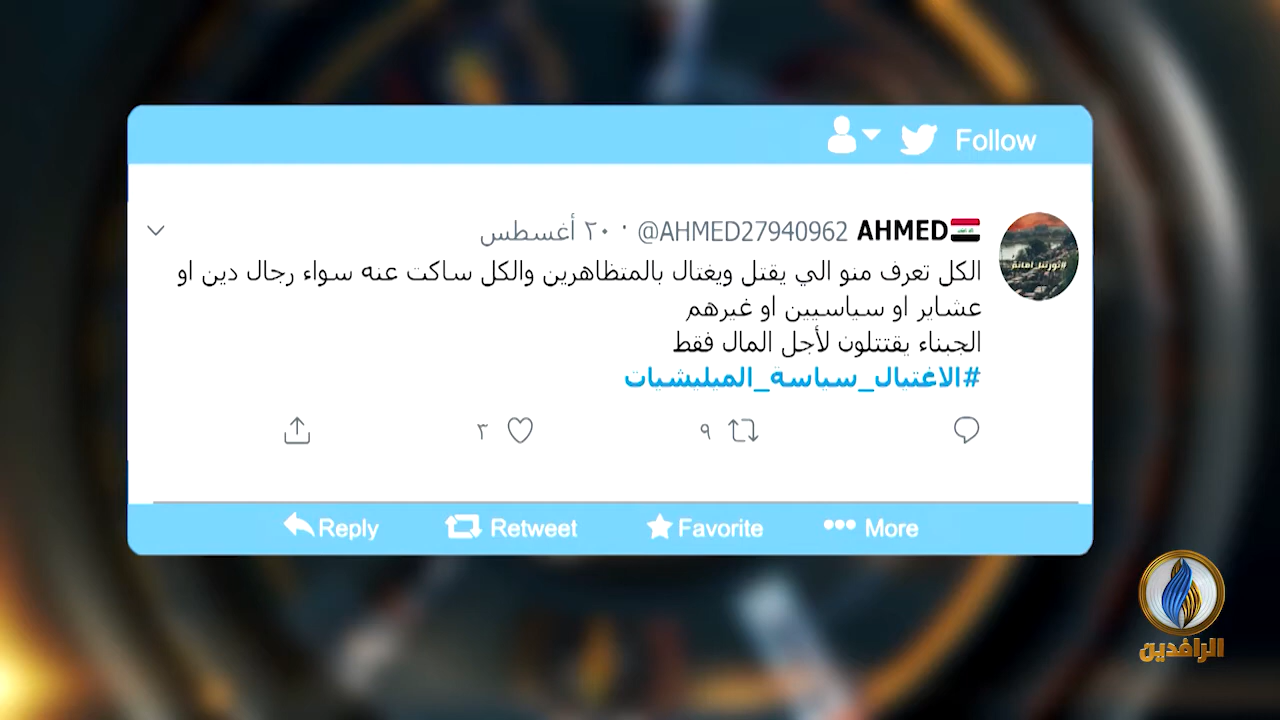 Follow
AHMED @AHMED27940962 · ٢٠ أغسطس
الكل تعرف منو الي يقتل ويغتال بالمتظاهرين والكل ساكت عنه سواء رجال دين او
عشاير او سياسيين او غيرهم
الجبناء يقتتلون لأجل المال فقط
#الاغتيال_سياسة_الميليشيات
٩ ٣
Reply Retweet Favorite More
الرافدين